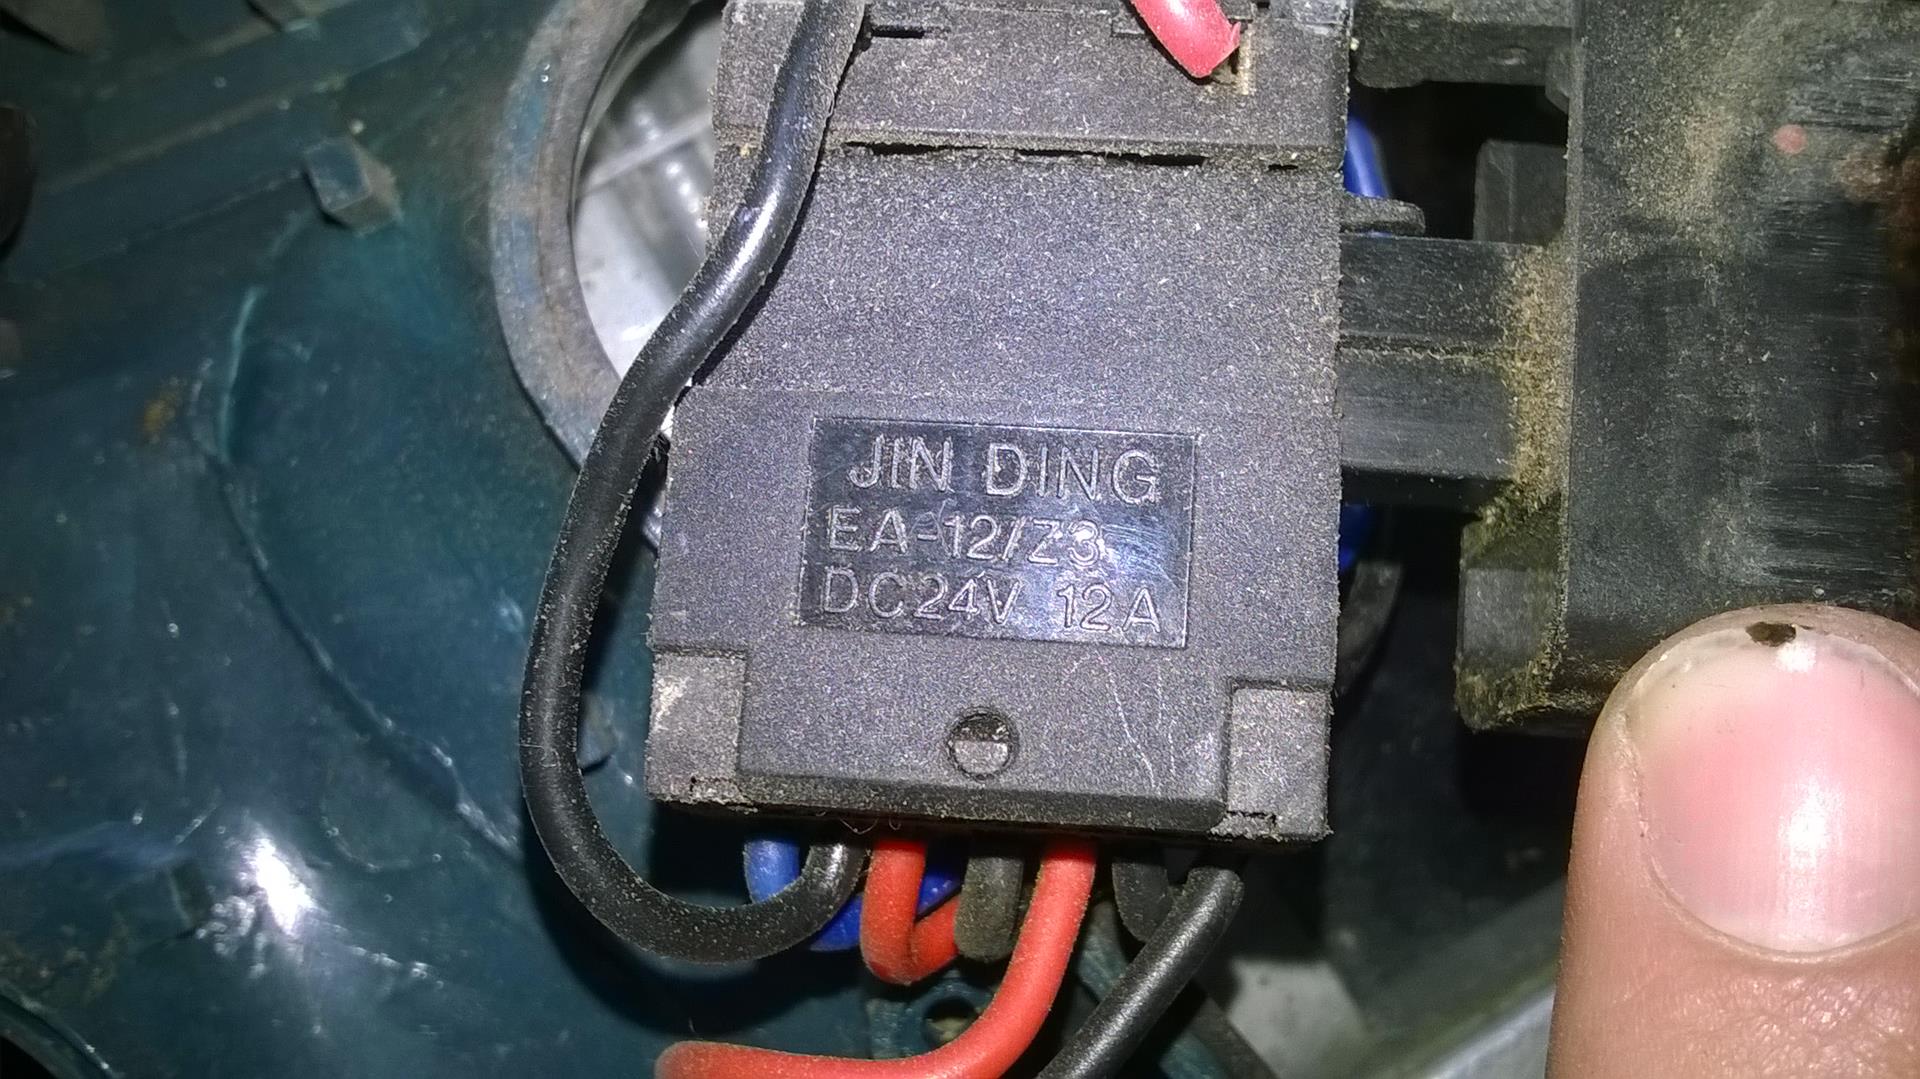 JIN DING
EA-12/Z3
DC24V 12A